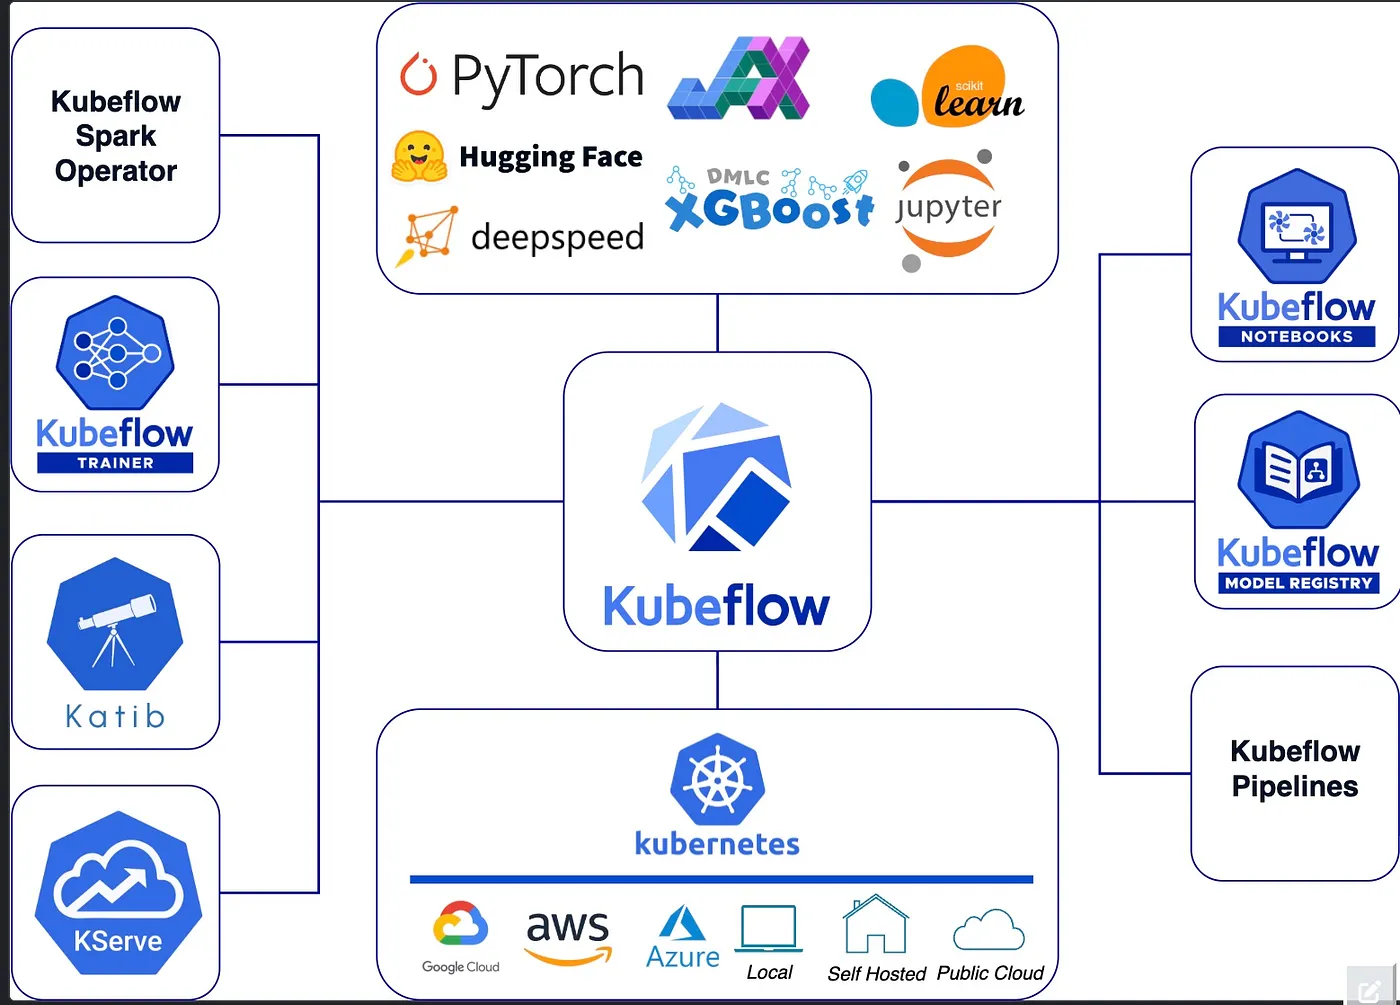 Kubeflow
Spark
Operator
Kubeflow
TRAINER
Katib
KServe
PyTorch
JAX
scikit
learn
Hugging Face
DMLC
XGBoost
jupyter
deepspeed
Kubeflow
kubernetes
Google Cloud
aws
Azure
Local
Self Hosted
Public Cloud
Kubeflow
NOTEBOOKS
Kubeflow
MODEL REGISTRY
Kubeflow
Pipelines